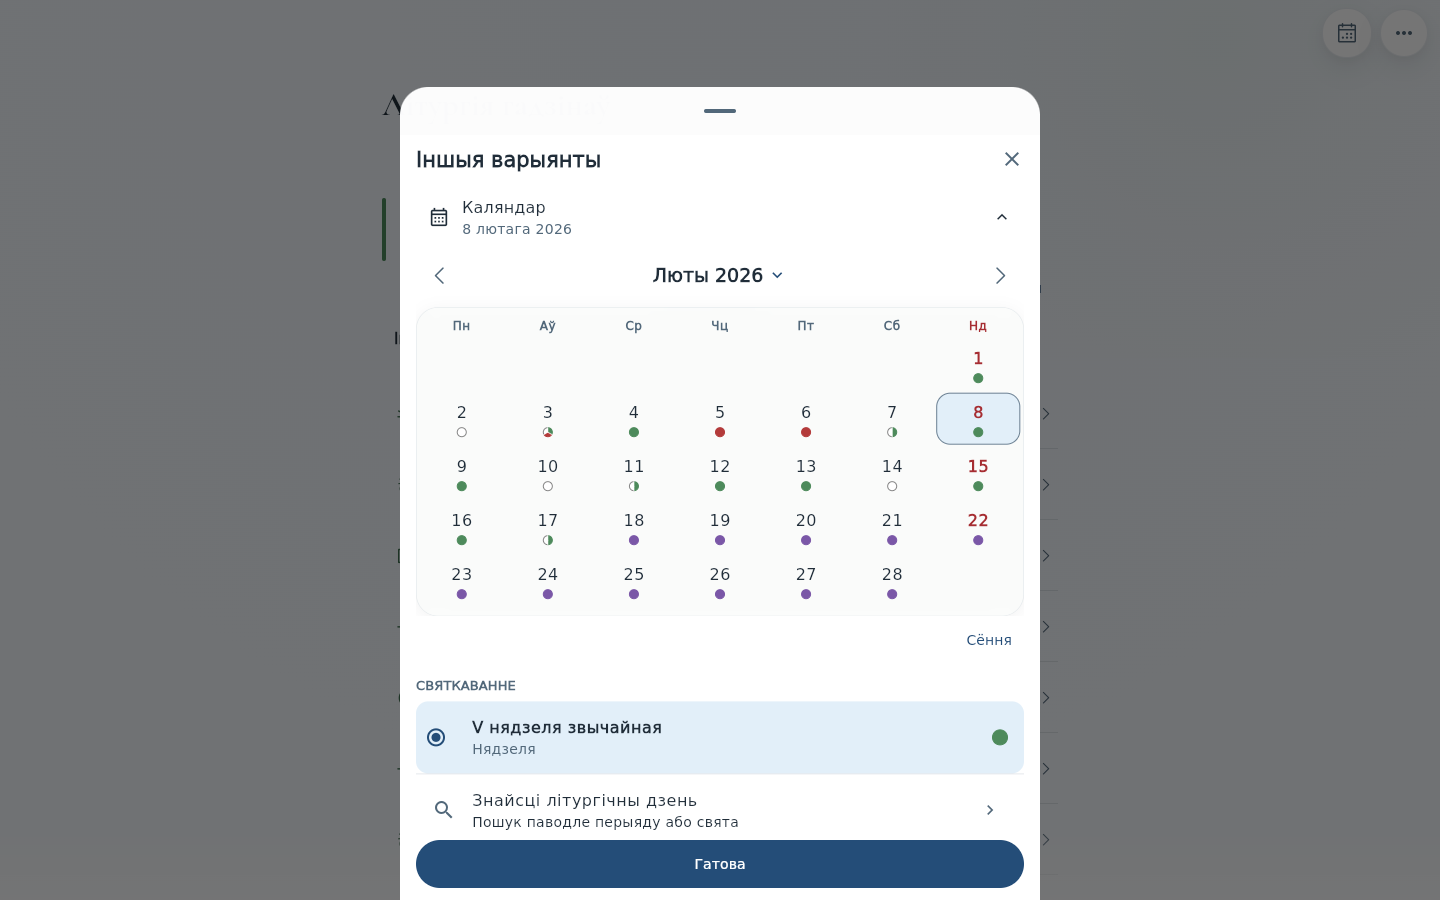 Іншыя варыянты
Каляндар
8 лютага 2026
Люты 2026
Пн Аў Ср Чц Пт Сб Нд
1
2 3 4 5 6 7 8
9 10 11 12 13 14 15
16 17 18 19 20 21 22
23 24 25 26 27 28
Сёння
СВЯТКАВАННЕ
V нядзеля звычайная
Нядзеля
Знайсці літургічны дзень
Пошук паводле перыяду або свята
Гатова